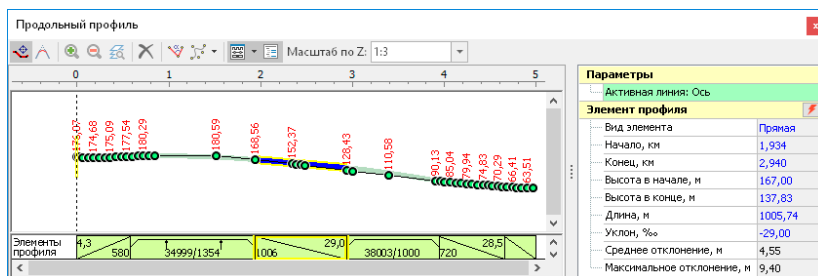 Продольный профиль
Масштаб по Z: 1:3
0 1 2 3 4 5
174,68
175,09
177,54
180,29
180,59
168,56
152,37
128,43
110,58
90,13
85,04
79,94
74,83
70,29
66,41
63,51
Элементы профиля
4,3
580
34999/1354
1006
29,0
38003/1000
720
28,5
Параметры
Активная линия: Ось
Элемент профиля
Вид элемента Прямая
Начало, км 1,934
Конец, км 2,940
Высота в начале, м 167,00
Высота в конце, м 137,83
Длина, м 1005,74
Уклон, ‰ -29,00
Среднее отклонение, м 4,55
Максимальное отклонение, м 9,40